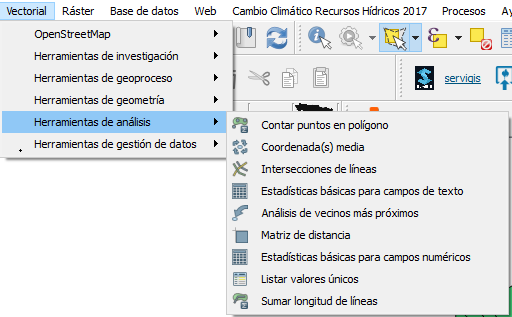 Vectorial Ráster Base de datos Web Cambio Climático Recursos Hídricos 2017 Procesos
OpenStreetMap
Herramientas de investigación
Herramientas de geoproceso
Herramientas de geometría
Herramientas de análisis
Herramientas de gestión de datos
servigis
Contar puntos en polígono
Coordenada(s) media
Intersecciones de líneas
Estadísticas básicas para campos de texto
Análisis de vecinos más próximos
Matriz de distancia
Estadísticas básicas para campos numéricos
Listar valores únicos
Sumar longitud de líneas